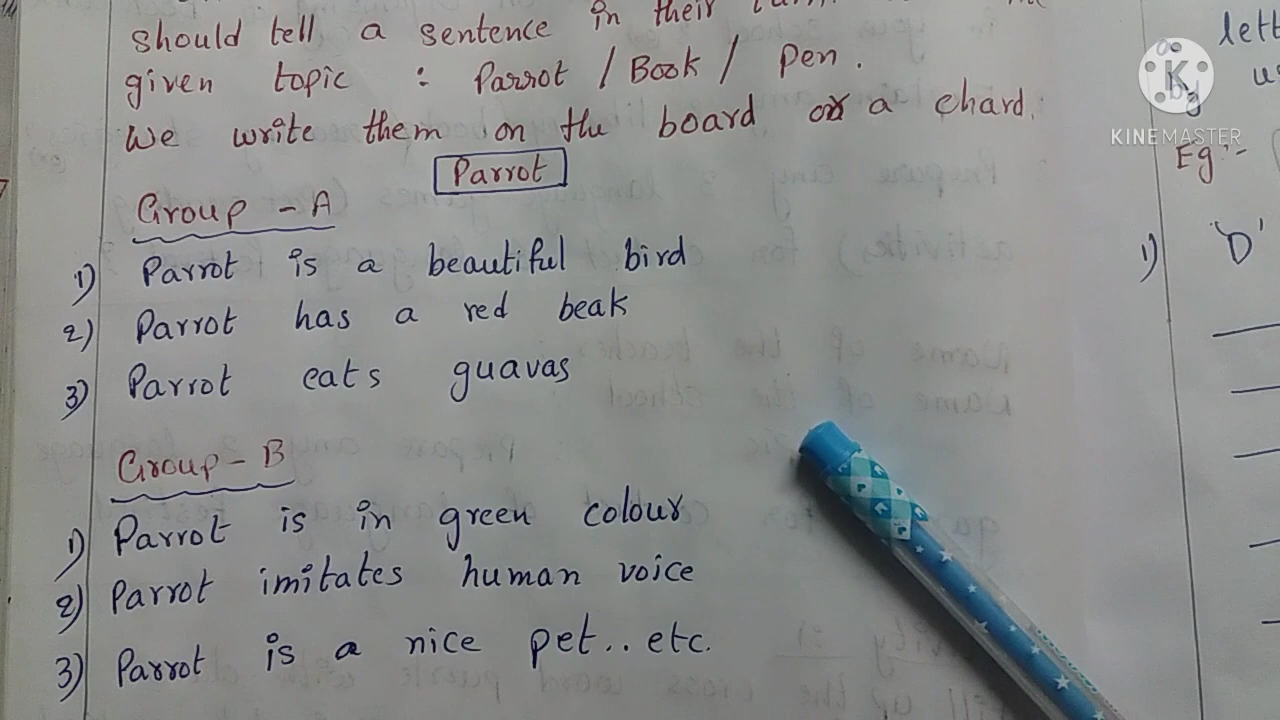 should tell a sentence in their
given topic : Parrot / Book / Pen.
We write them on the board or a chard.
Parrot
Group - A
1) Parrot is a beautiful bird
2) Parrot has a red beak
3) Parrot eats guavas
Group - B
1) Parrot is in green colour
2) Parrot imitates human voice
3) Parrot is a nice pet.. etc.
K
KINEMASTER
Eg :-
1) 'D'